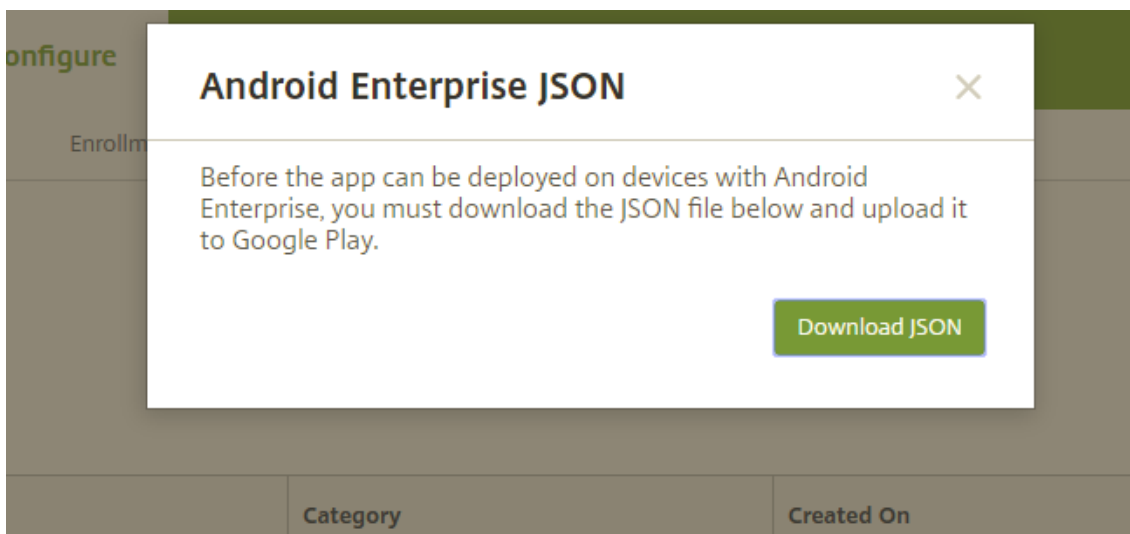 onfigure
Android Enterprise JSON
Enrollm
Before the app can be deployed on devices with Android
Enterprise, you must download the JSON file below and upload it
to Google Play.
Download JSON
Category
Created On